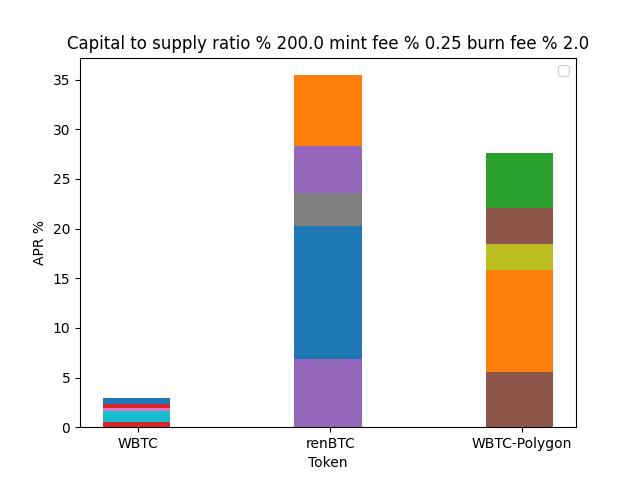 Capital to supply ratio % 200.0 mint fee % 0.25 burn fee % 2.0
35
30
25
20
15
10
5
0
APR %
WBTC renBTC WBTC-Polygon
Token